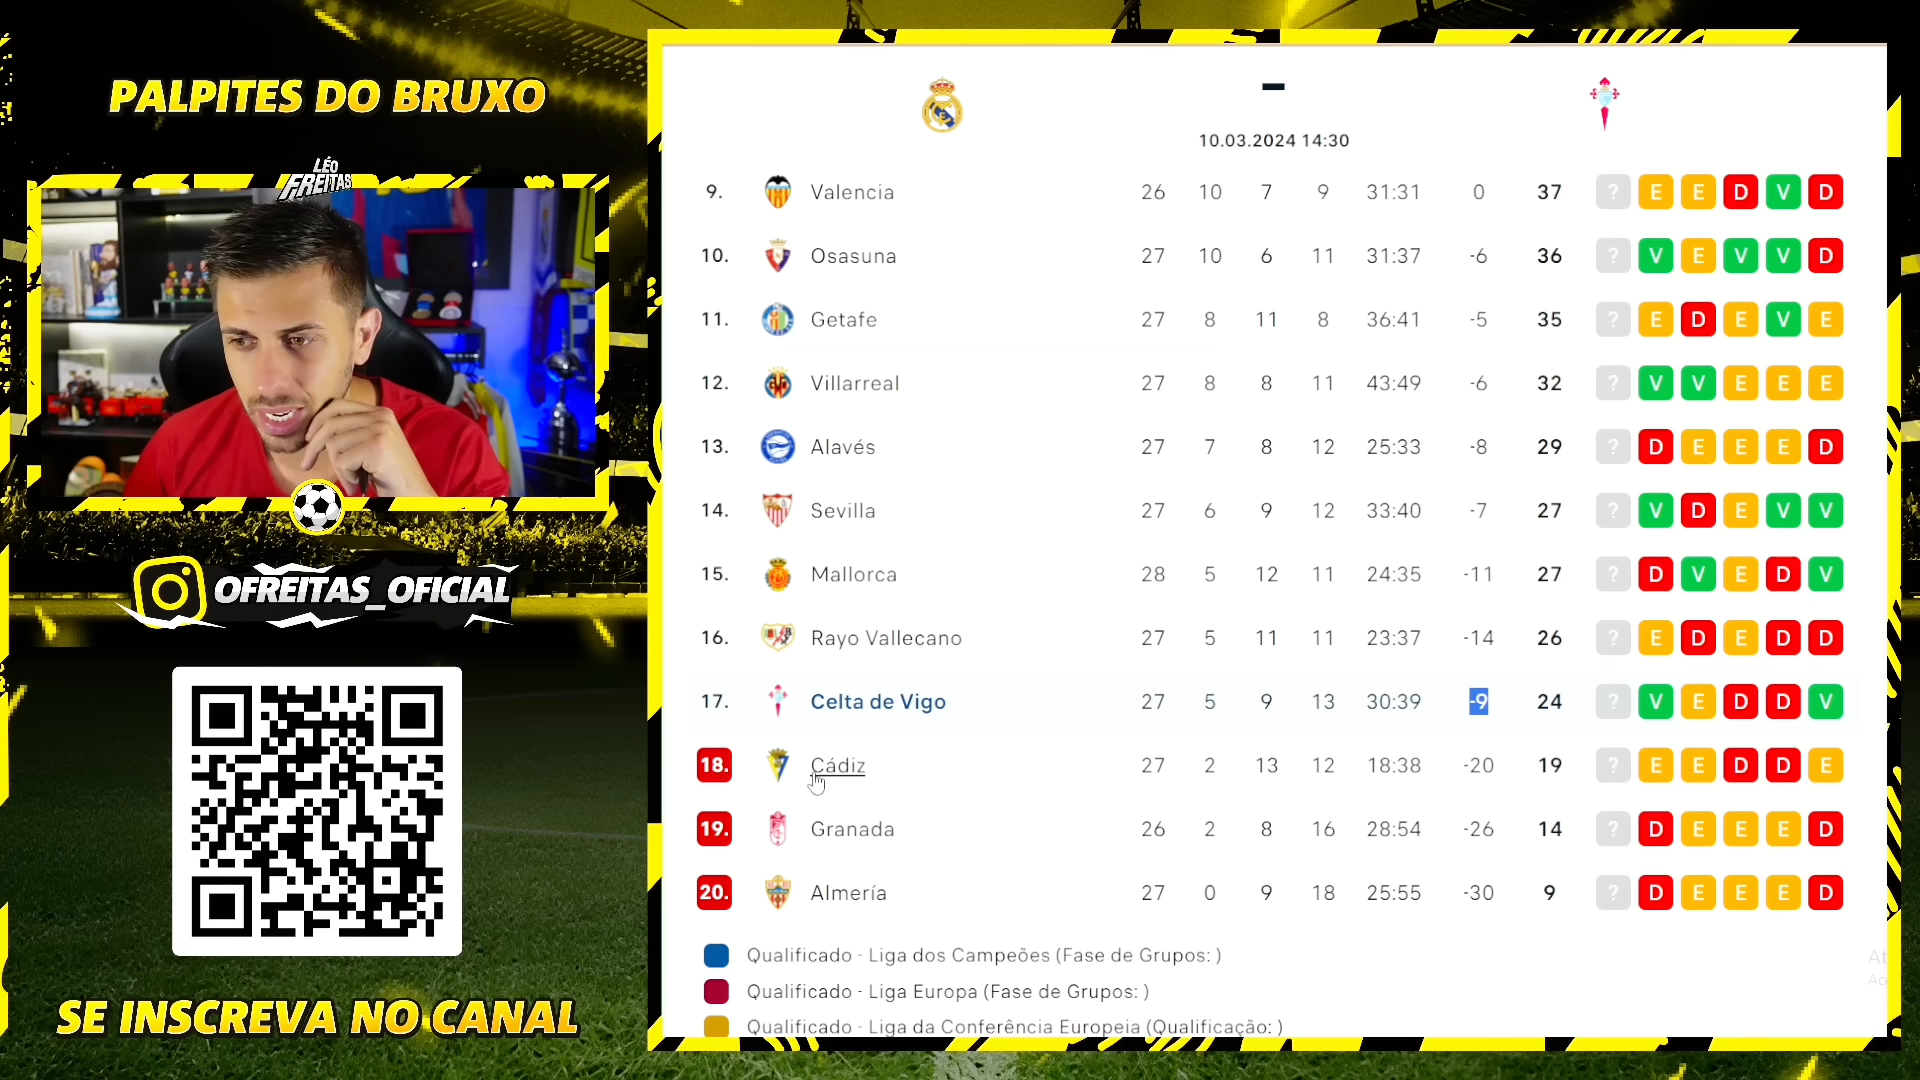 PALPITES DO BRUXO
LÉO
FREITAS
OFREITAS_OFICIAL
SE INSCREVA NO CANAL
-
10.03.2024 14:30
9. Valencia 26 10 7 9 31:31 0 37 ? E E D V D
10. Osasuna 27 10 6 11 31:37 -6 36 ? V E V V D
11. Getafe 27 8 11 8 36:41 -5 35 ? E D E V E
12. Villarreal 27 8 8 11 43:49 -6 32 ? V V E E E
13. Alavés 27 7 8 12 25:33 -8 29 ? D E E E D
14. Sevilla 27 6 9 12 33:40 -7 27 ? V D E V V
15. Mallorca 28 5 12 11 24:35 -11 27 ? D V E D V
16. Rayo Vallecano 27 5 11 11 23:37 -14 26 ? E D E D D
17. Celta de Vigo 27 5 9 13 30:39 -9 24 ? V E D D V
18. Cádiz 27 2 13 12 18:38 -20 19 ? E E D D E
19. Granada 26 2 8 16 28:54 -26 14 ? D E E E D
20. Almería 27 0 9 18 25:55 -30 9 ? D E E E D
Qualificado - Liga dos Campeões (Fase de Grupos: )
Qualificado - Liga Europa (Fase de Grupos: )
Qualificado - Liga da Conferência Europeia (Qualificação: )